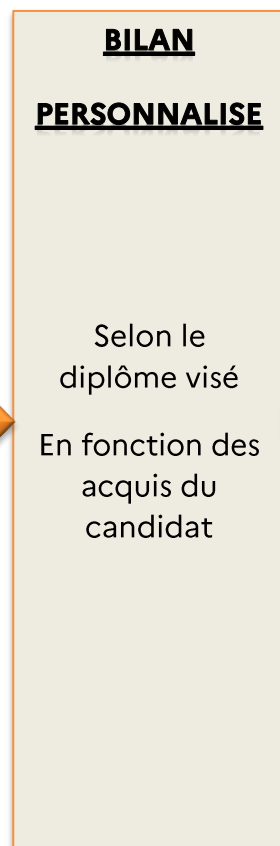 BILAN
PERSONNALISE
Selon le
diplôme visé
En fonction des
acquis du
candidat